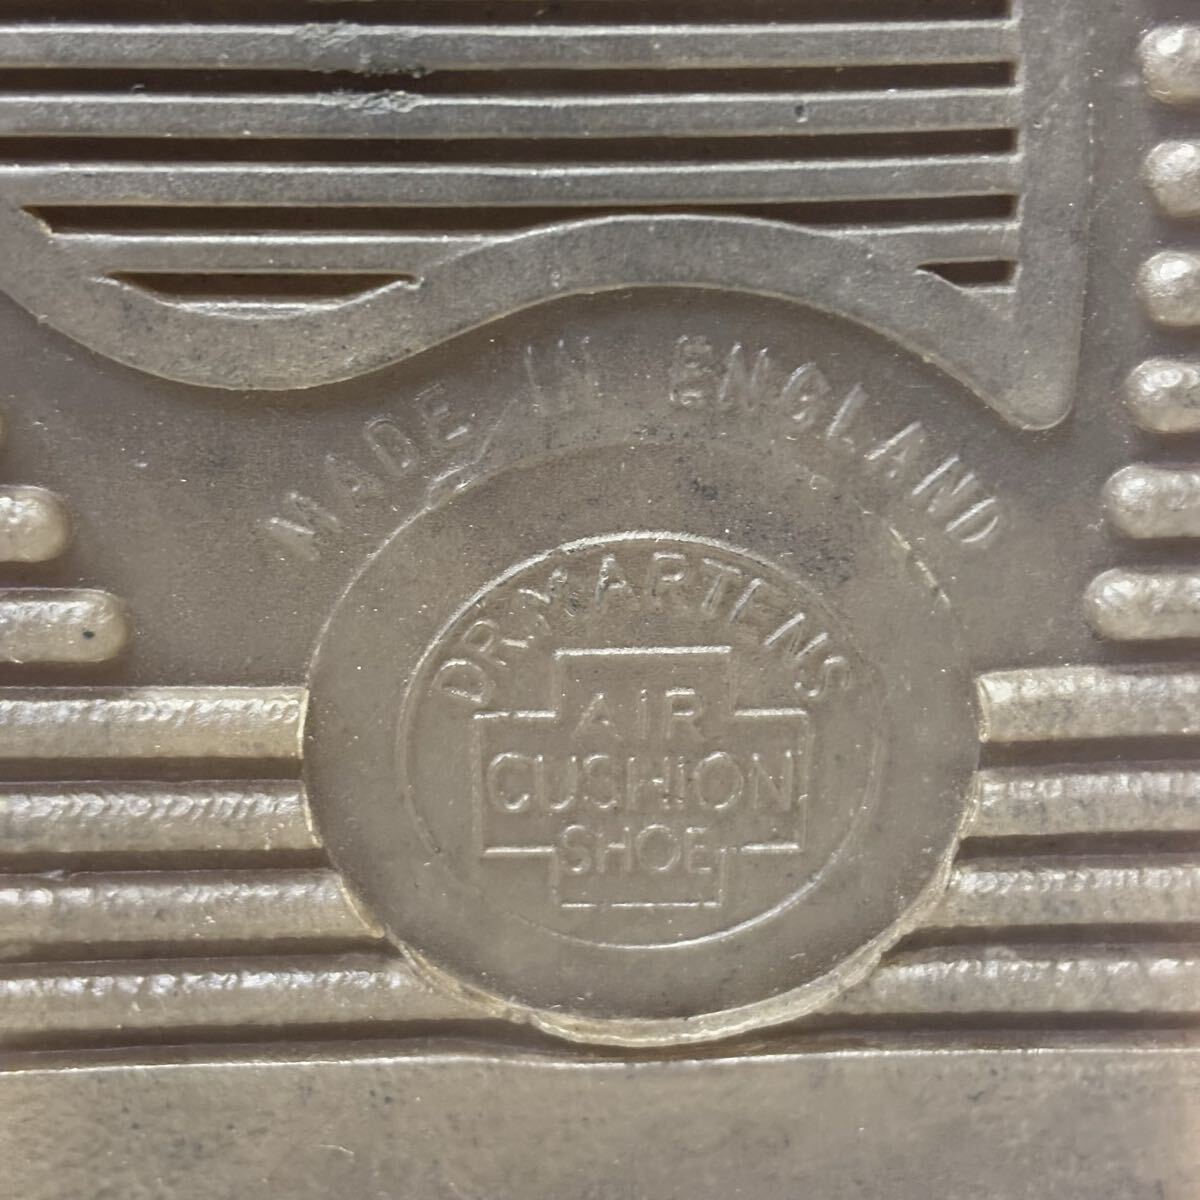 MADE IN ENGLAND
DR. MARTENS
AIR
CUSHION
SHOE